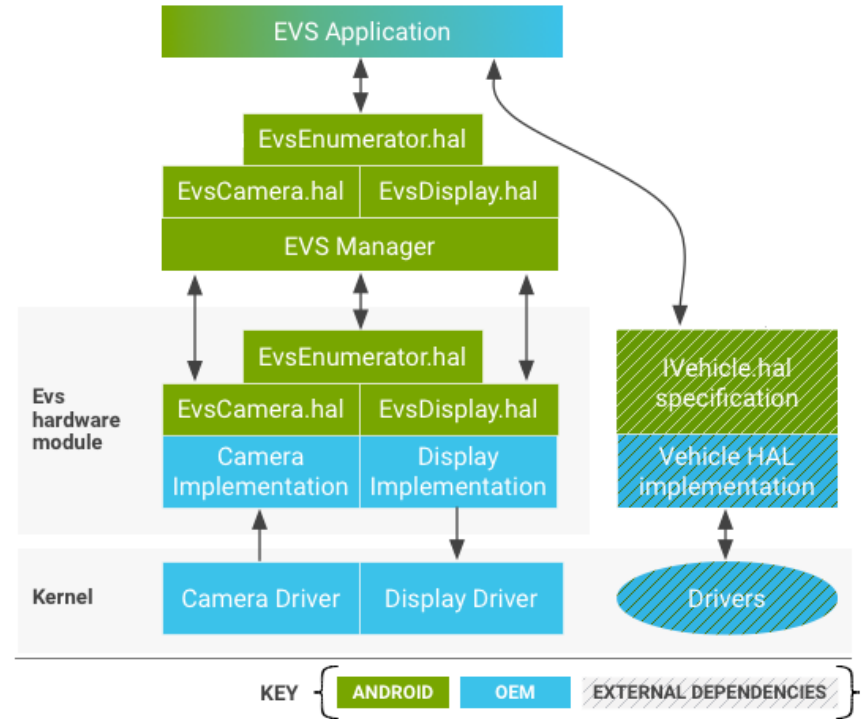 EVS Application
EvsEnumerator.hal
EvsCamera.hal
EvsDisplay.hal
EVS Manager
Evs
hardware
module
EvsEnumerator.hal
EvsCamera.hal
EvsDisplay.hal
Camera
Implementation
Display
Implementation
IVehicle.hal
specification
Vehicle HAL
implementation
Kernel
Camera Driver
Display Driver
Drivers
KEY
ANDROID
OEM
EXTERNAL DEPENDENCIES